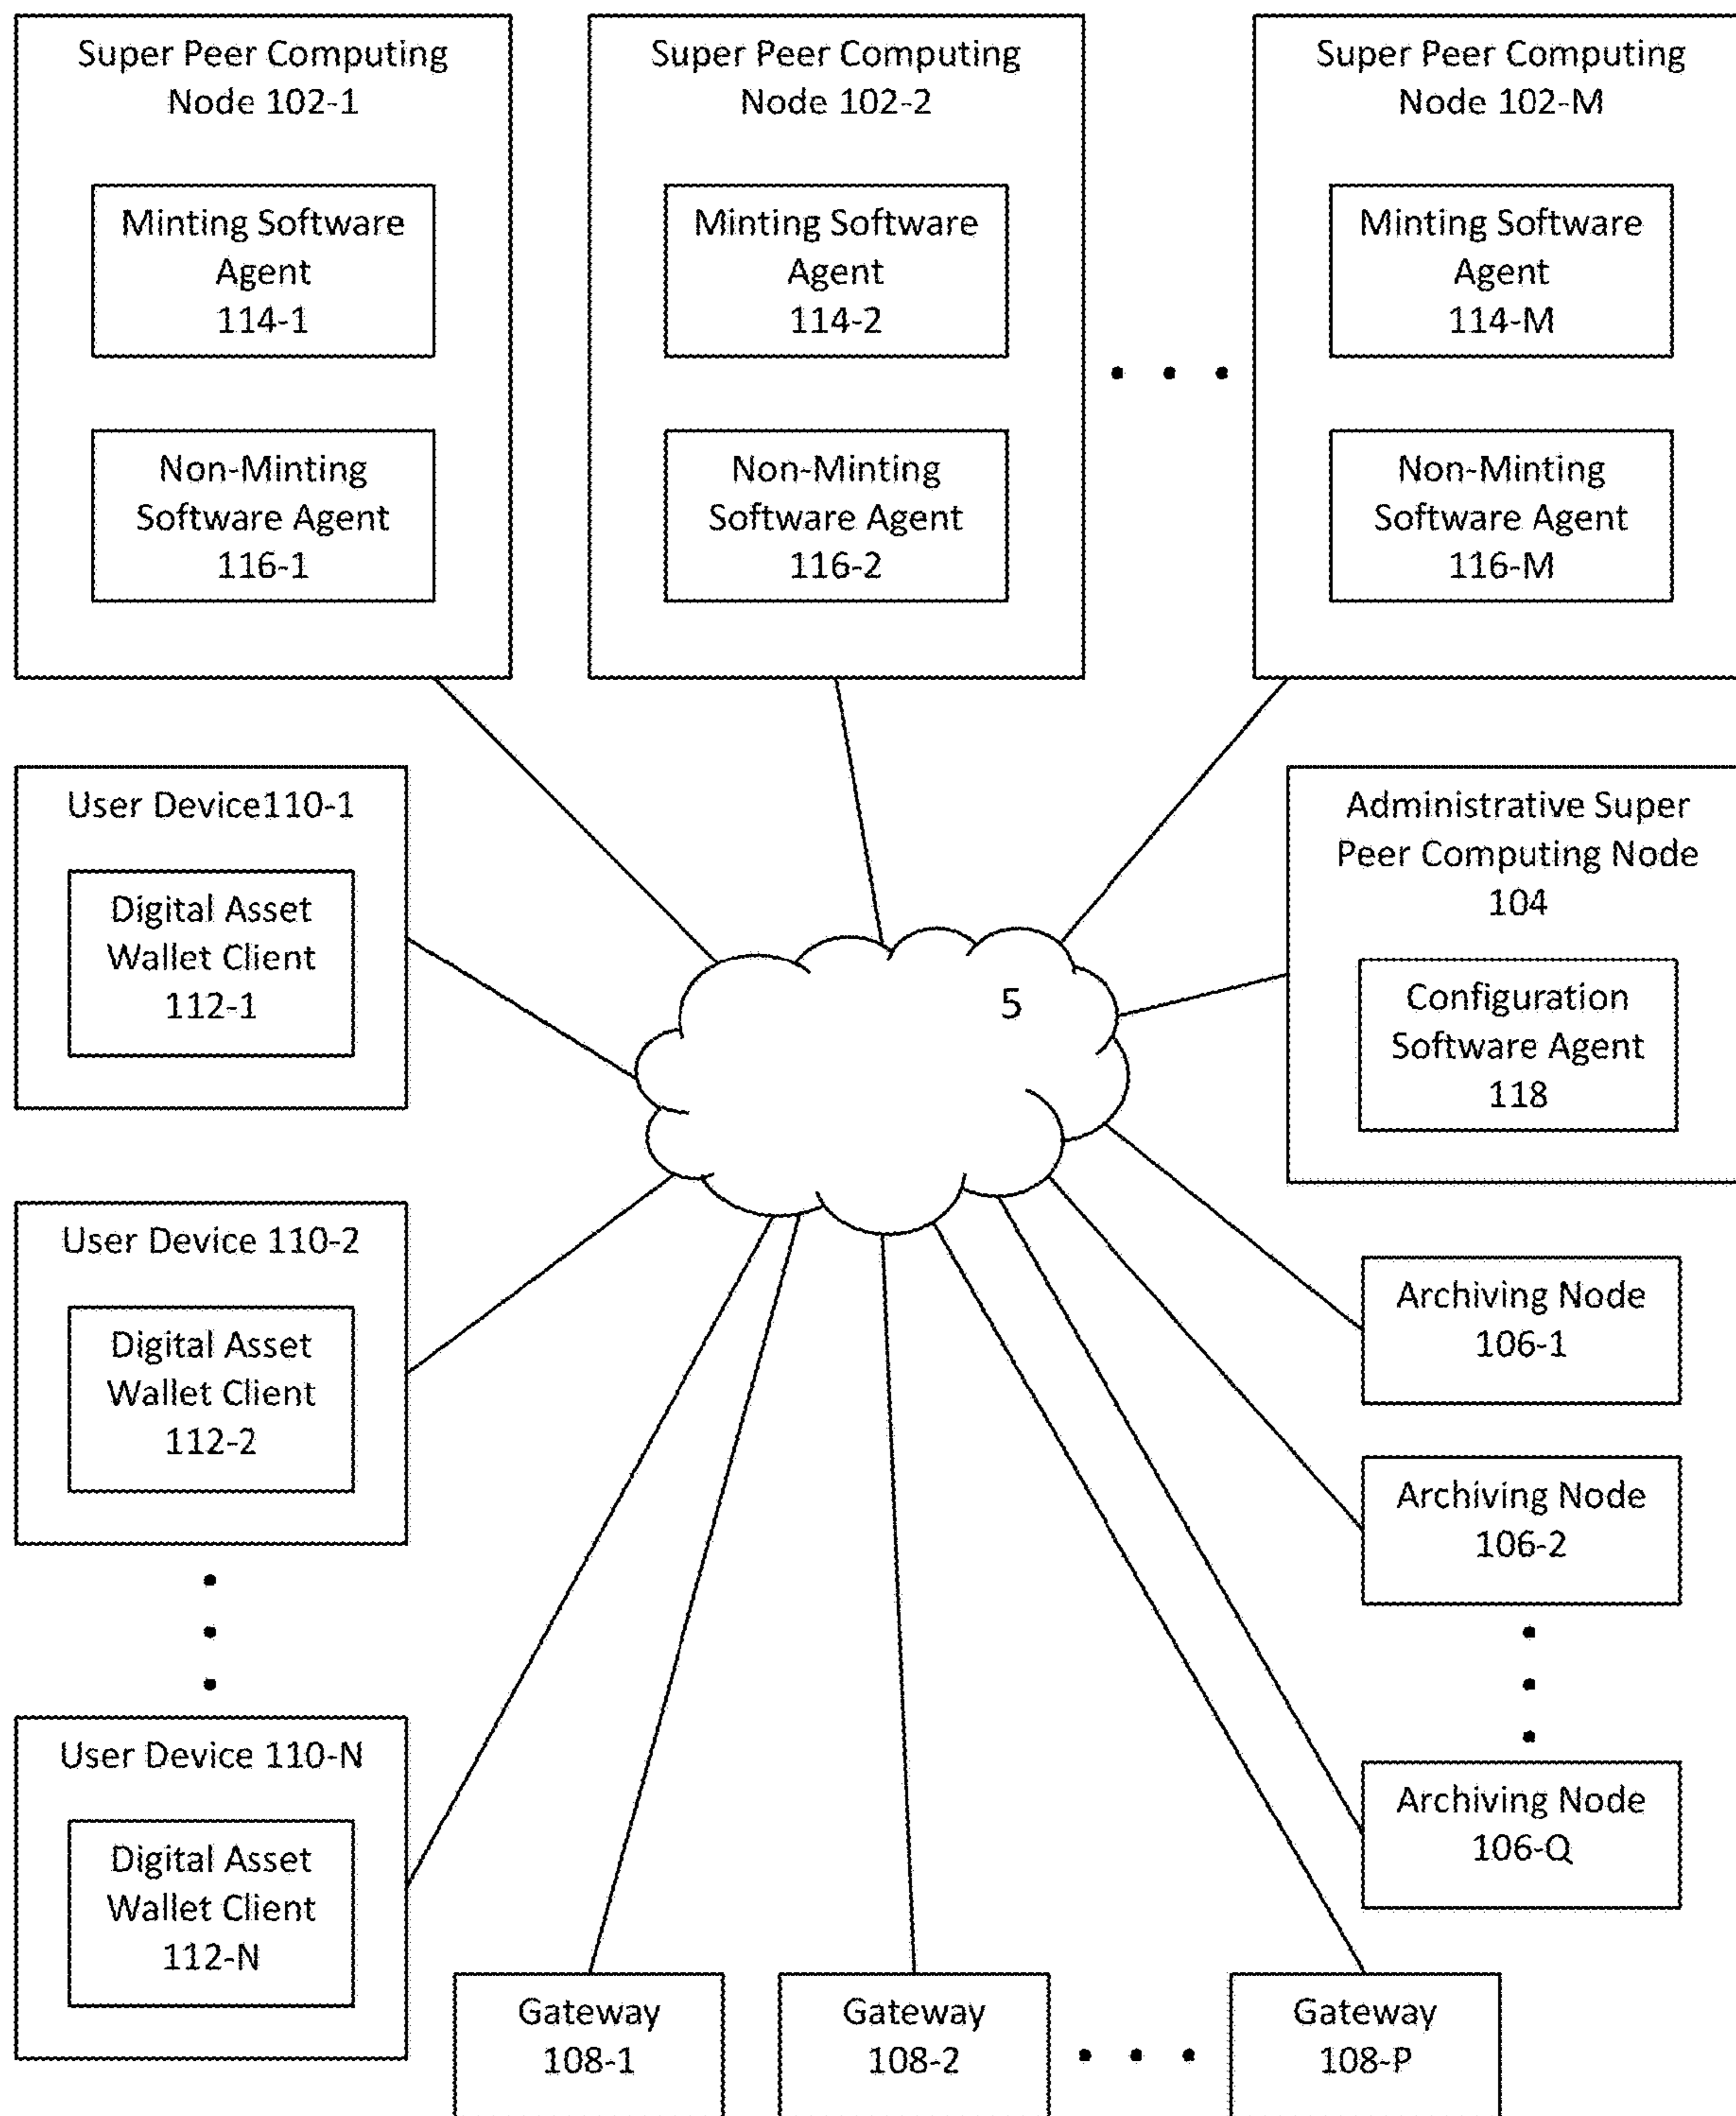 Super Peer Computing
Node 102-1
Minting Software
Agent
114-1
Non-Minting
Software Agent
116-1
Super Peer Computing
Node 102-2
Minting Software
Agent
114-2
Non-Minting
Software Agent
116-2
Super Peer Computing
Node 102-M
Minting Software
Agent
114-M
Non-Minting
Software Agent
116-M
User Device110-1
Digital Asset
Wallet Client
112-1
5
Administrative Super
Peer Computing Node
104
Configuration
Software Agent
118
User Device 110-2
Digital Asset
Wallet Client
112-2
Archiving Node
106-1
Archiving Node
106-2
User Device 110-N
Digital Asset
Wallet Client
112-N
Archiving Node
106-Q
Gateway
108-1
Gateway
108-2
Gateway
108-P